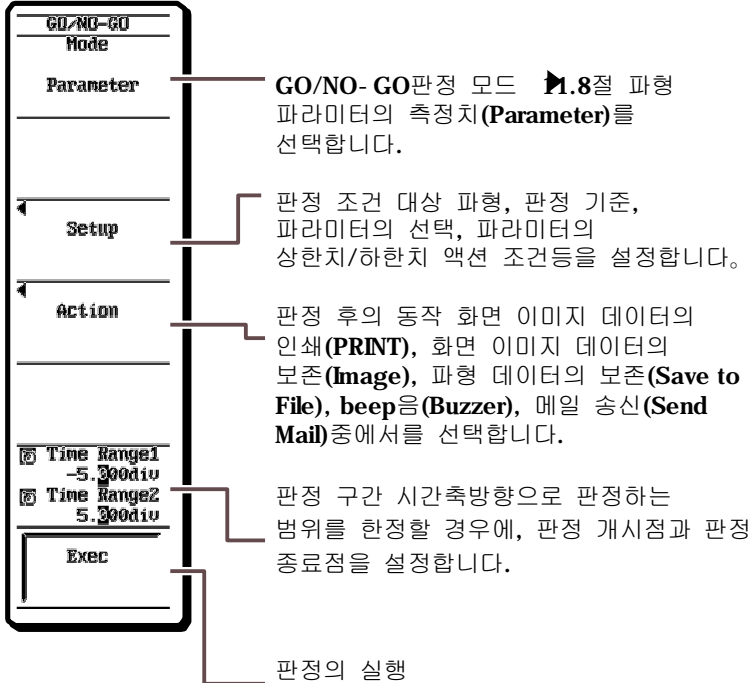 GO/NO-GO
Mode
Parameter
GO/NO- GO판정 모드 11.8절 파형
파라미터의 측정치(Parameter)를
선택합니다.
Setup
판정 조건 대상 파형, 판정 기준,
파라미터의 선택, 파라미터의
상한치/하한치 액션 조건등을 설정합니다。
Action
판정 후의 동작 화면 이미지 데이터의
인쇄(PRINT), 화면 이미지 데이터의
보존(Image), 파형 데이터의 보존(Save to
File), beep음(Buzzer), 메일 송신(Send
Mail)중에서를 선택합니다.
Time Range1
-5.000div
Time Range2
5.000div
판정 구간 시간축방향으로 판정하는
범위를 한정할 경우에, 판정 개시점과 판정
종료점을 설정합니다.
Exec
판정의 실행